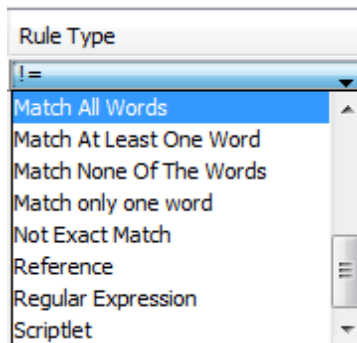 Rule Type
!=
Match All Words
Match At Least One Word
Match None Of The Words
Match only one word
Not Exact Match
Reference
Regular Expression
Scriptlet